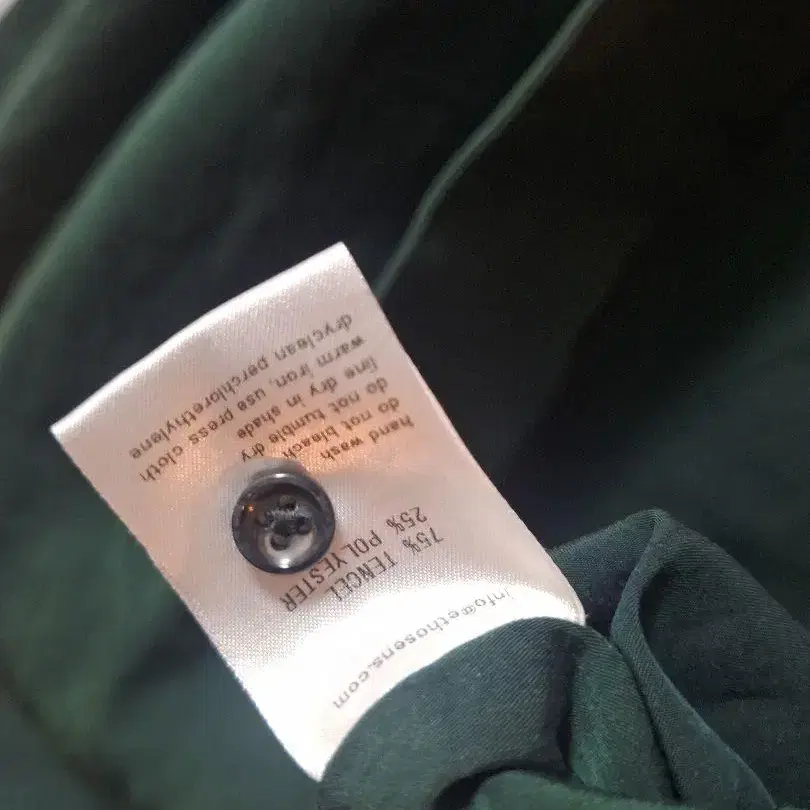 info@ethosens.com
75% TENCEL
25% POLYESTER
hand wash
do not bleach
do not tumble dry
line dry in shade
warm iron, use press cloth
dryclean perchlorethylene